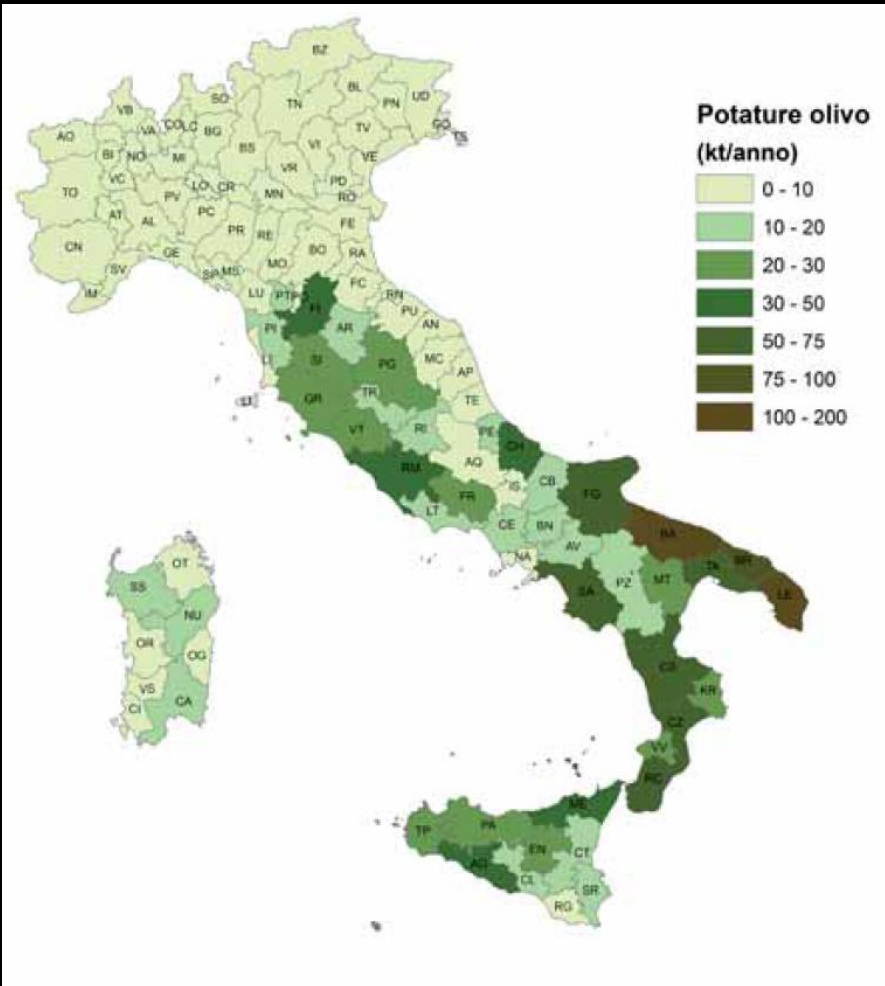 Potature olivo
(kt/anno)
0 - 10
10 - 20
20 - 30
30 - 50
50 - 75
75 - 100
100 - 200
BZ
SO
TN
BL
PN
UD
VB
AO
VA
CO
LC
BG
TV
GO
TS
BI
NO
MI
BS
VI
VE
VR
TO
VC
LO
CR
PD
MN
RO
PV
AT
AL
PC
PR
RE
FE
CN
GE
MO
BO
RA
SV
SP
MS
FC
IM
LU
PT
FI
RN
PU
PI
AR
AN
LI
SI
PG
MC
AP
GR
TR
TE
LI
VT
RI
PE
CH
RM
AQ
IS
CB
FG
FR
LT
CE
BN
BA
NA
AV
TA
BR
OT
SA
PZ
MT
LE
SS
NU
OR
OG
CS
VS
KR
CI
CA
CZ
VV
RC
ME
TP
PA
EN
CT
AG
CL
SR
RG